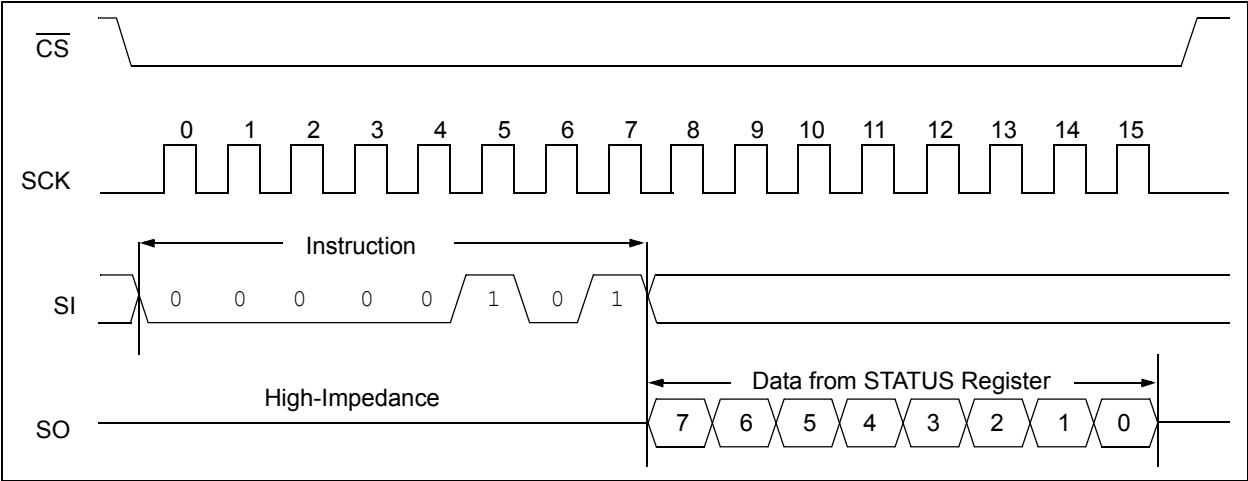 CS
0 1 2 3 4 5 6 7 8 9 10 11 12 13 14 15
SCK
Instruction
SI 0 0 0 0 0 1 0 1
Data from STATUS Register
High-Impedance
SO 7 6 5 4 3 2 1 0